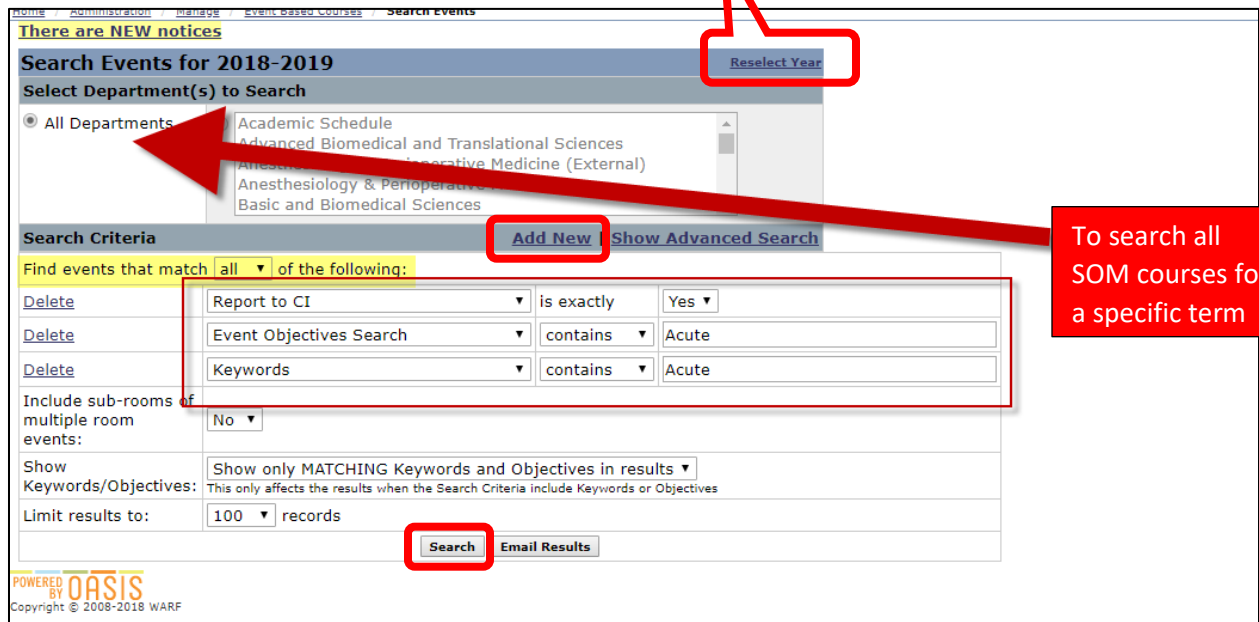 Home / Administration / Manage / Event Based Courses / Search Events
There are NEW notices
Search Events for 2018-2019 Reselect Year
Select Department(s) to Search
All Departments
Academic Schedule
Advanced Biomedical and Translational Sciences
Perioperative Medicine (External)
Anesthesiology & Perioperative
Basic and Biomedical Sciences
Search Criteria Add New | Show Advanced Search
To search all
SOM courses fo
a specific term
Find events that match all ▼ of the following:
Delete Report to CI ▼ is exactly Yes ▼
Delete Event Objectives Search ▼ contains ▼ Acute
Delete Keywords ▼ contains ▼ Acute
Include sub-rooms of
multiple room
events:
No ▼
Show
Keywords/Objectives:
Show only MATCHING Keywords and Objectives in results ▼
This only affects the results when the Search Criteria include Keywords or Objectives
Limit results to: 100 ▼ records
Search Email Results
POWERED
BY OASIS
Copyright © 2008-2018 WARF